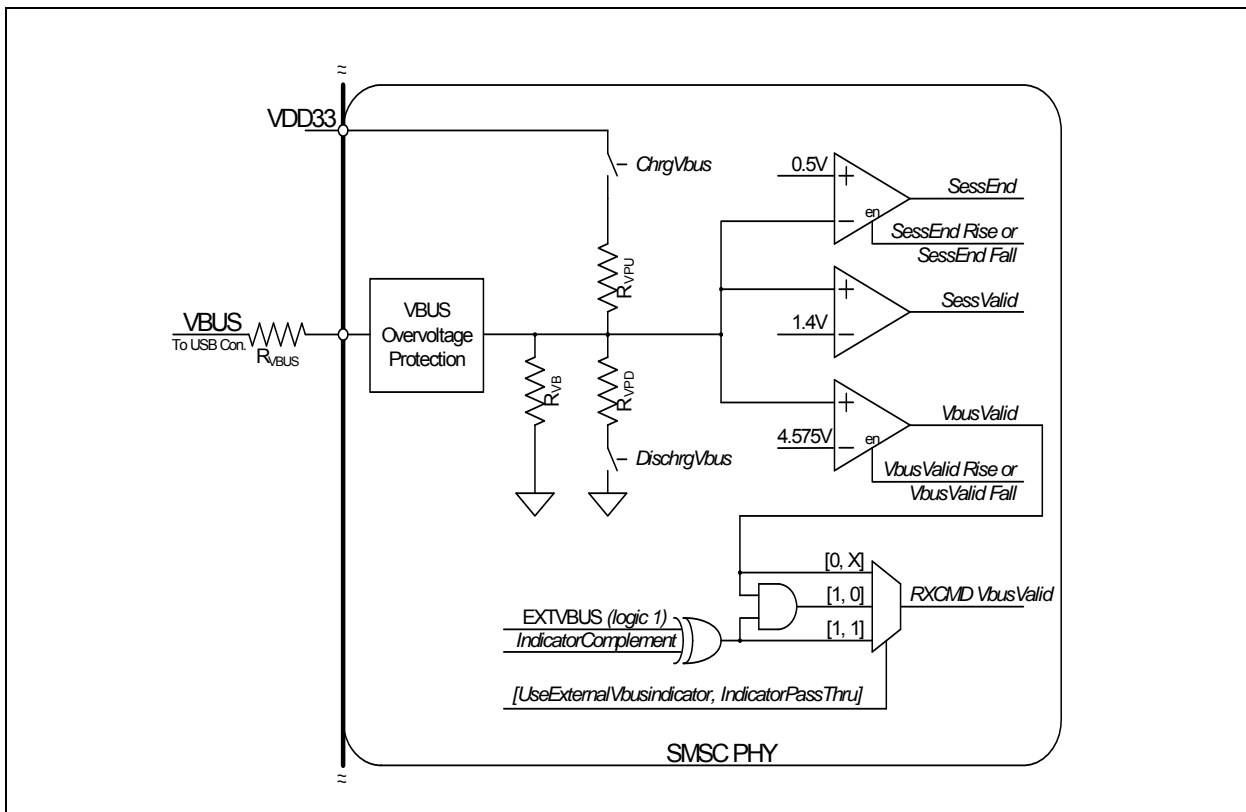 VDD33
ChrgVbus
0.5V
+
−
en
SessEnd
SessEnd Rise or
SessEnd Fall
RVPU
VBUS
To USB Con.
RVBUS
VBUS
Overvoltage
Protection
+
1.4V
−
SessValid
RVB
RVPD
DischrgVbus
+
4.575V
−
en
VbusValid
VbusValid Rise or
VbusValid Fall
[0, X]
[1, 0]
[1, 1]
RXCMD VbusValid
EXTVBUS (logic 1)
IndicatorComplement
[UseExternalVbusindicator, IndicatorPassThru]
SMSC PHY